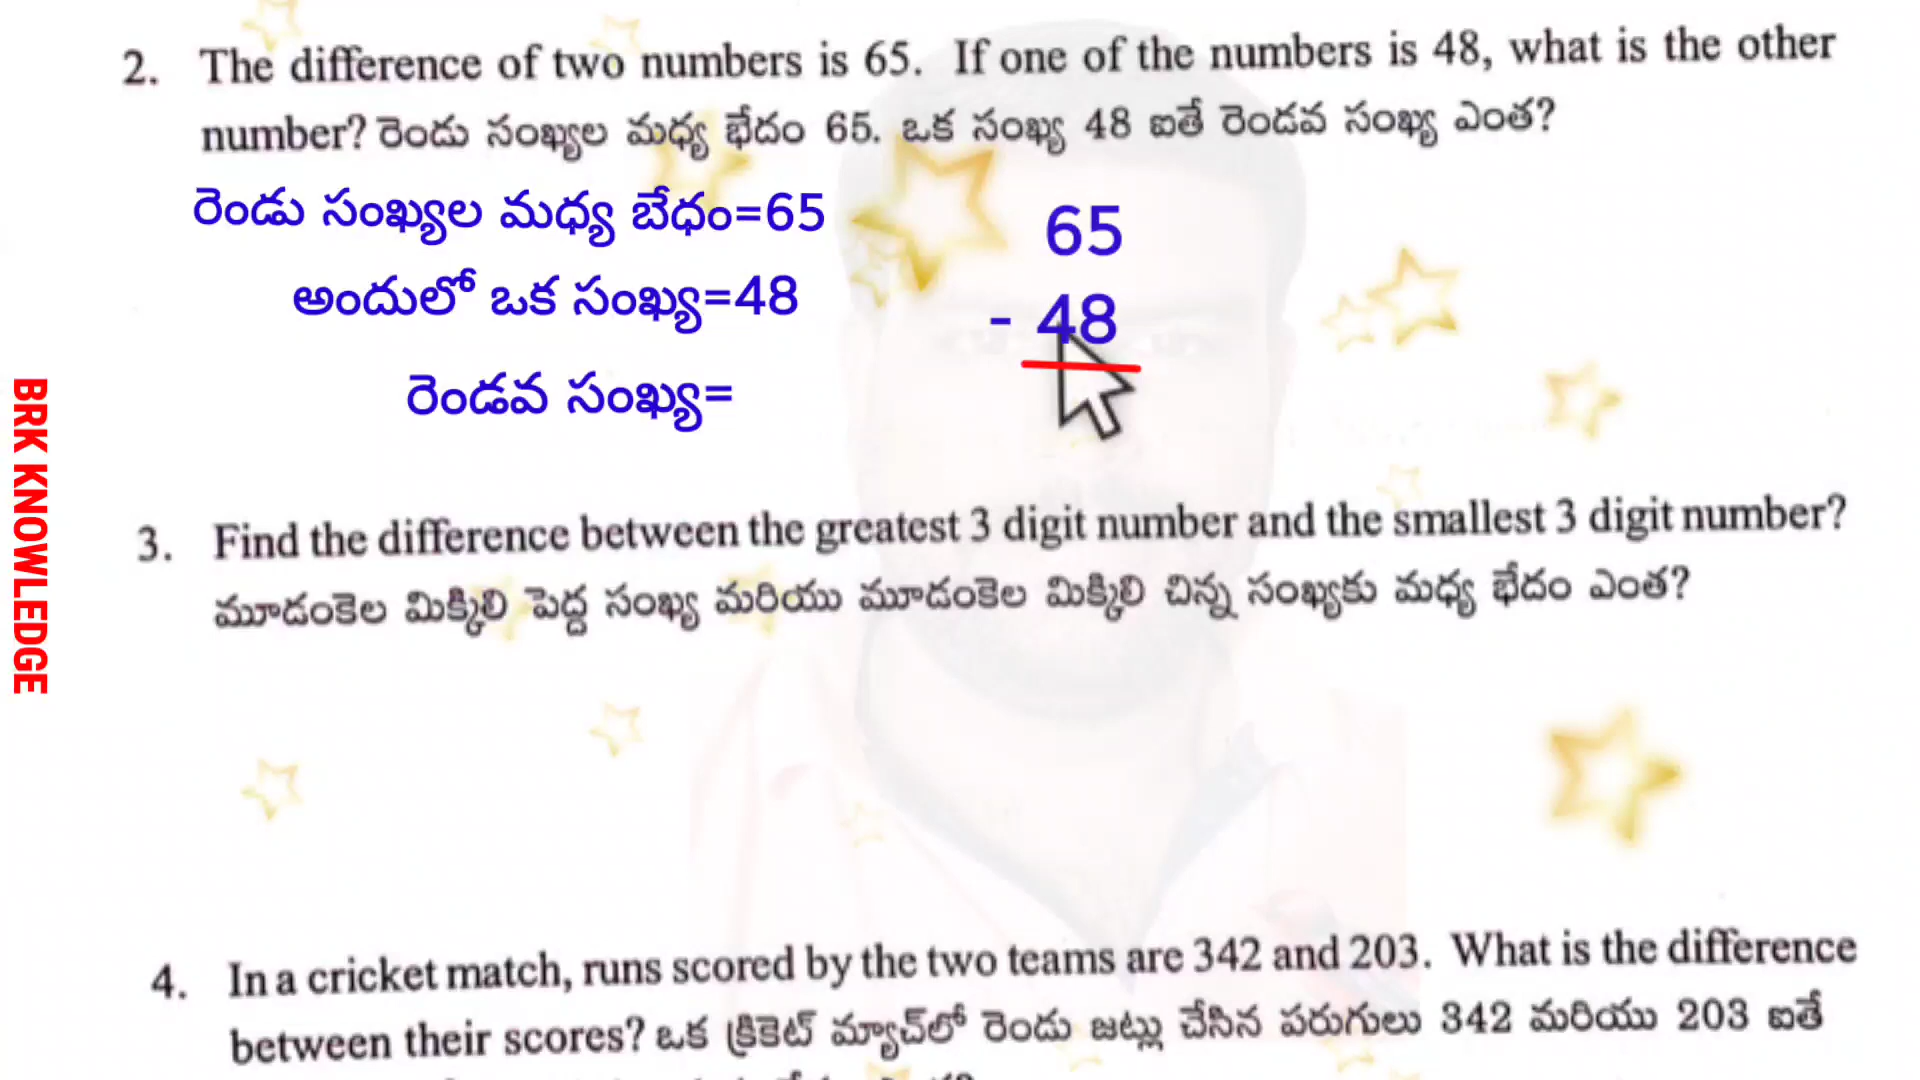 2. The difference of two numbers is 65. If one of the numbers is 48, what is the other
number? రెండు సంఖ్యల మధ్య భేదం 65. ఒక సంఖ్య 48 ఐతే రెండవ సంఖ్య ఎంత?
రెండు సంఖ్యల మధ్య బేధం=65
అందులో ఒక సంఖ్య=48
రెండవ సంఖ్య=
65
- 48
BRK KNOWLEDGE
3. Find the difference between the greatest 3 digit number and the smallest 3 digit number?
మూడంకెల మిక్కిలి పెద్ద సంఖ్య మరియు మూడంకెల మిక్కిలి చిన్న సంఖ్యకు మధ్య భేదం ఎంత?
4. In a cricket match, runs scored by the two teams are 342 and 203. What is the difference
between their scores? ఒక క్రికెట్ మ్యాచ్‌లో రెండు జట్లు చేసిన పరుగులు 342 మరియు 203 ఐతే